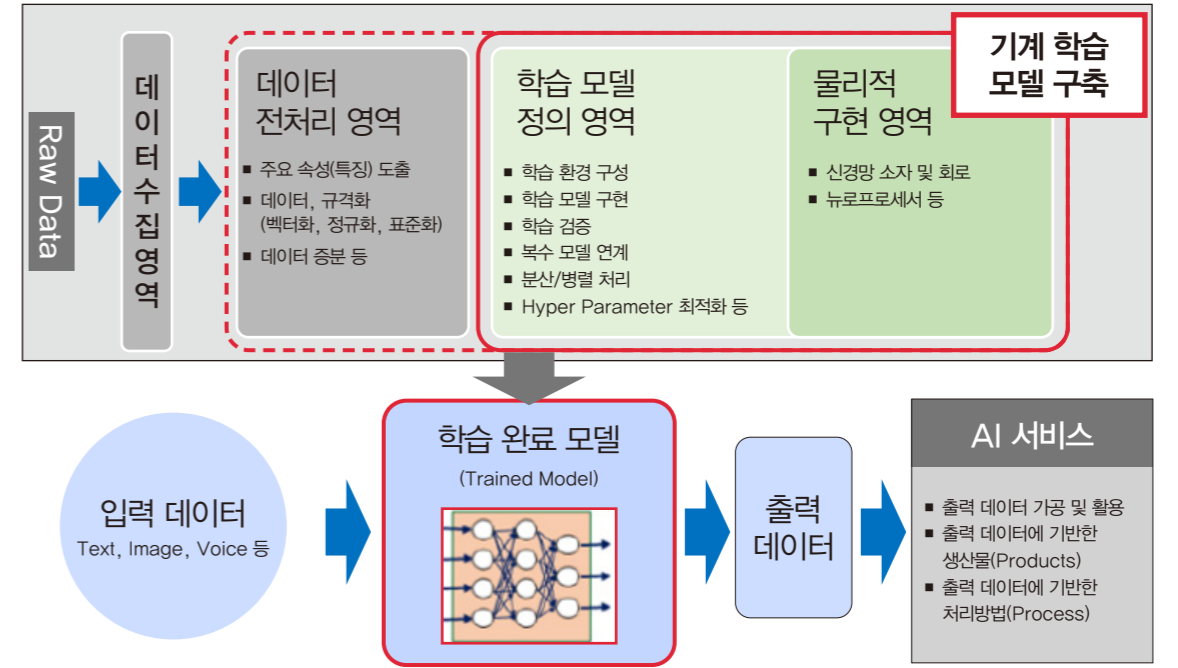 Raw Data
데이터수집영역
데이터
전처리 영역
■ 주요 속성(특징) 도출
■ 데이터, 규격화
(벡터화, 정규화, 표준화)
■ 데이터 증분 등
학습 모델
정의 영역
■ 학습 환경 구성
■ 학습 모델 구현
■ 학습 검증
■ 복수 모델 연계
■ 분산/병렬 처리
■ Hyper Parameter 최적화 등
물리적
구현 영역
■ 신경망 소자 및 회로
■ 뉴로프로세서 등
기계 학습
모델 구축
입력 데이터
Text, Image, Voice 등
학습 완료 모델
(Trained Model)
출력
데이터
AI 서비스
■ 출력 데이터 가공 및 활용
■ 출력 데이터에 기반한
생산물(Products)
■ 출력 데이터에 기반한
처리방법(Process)